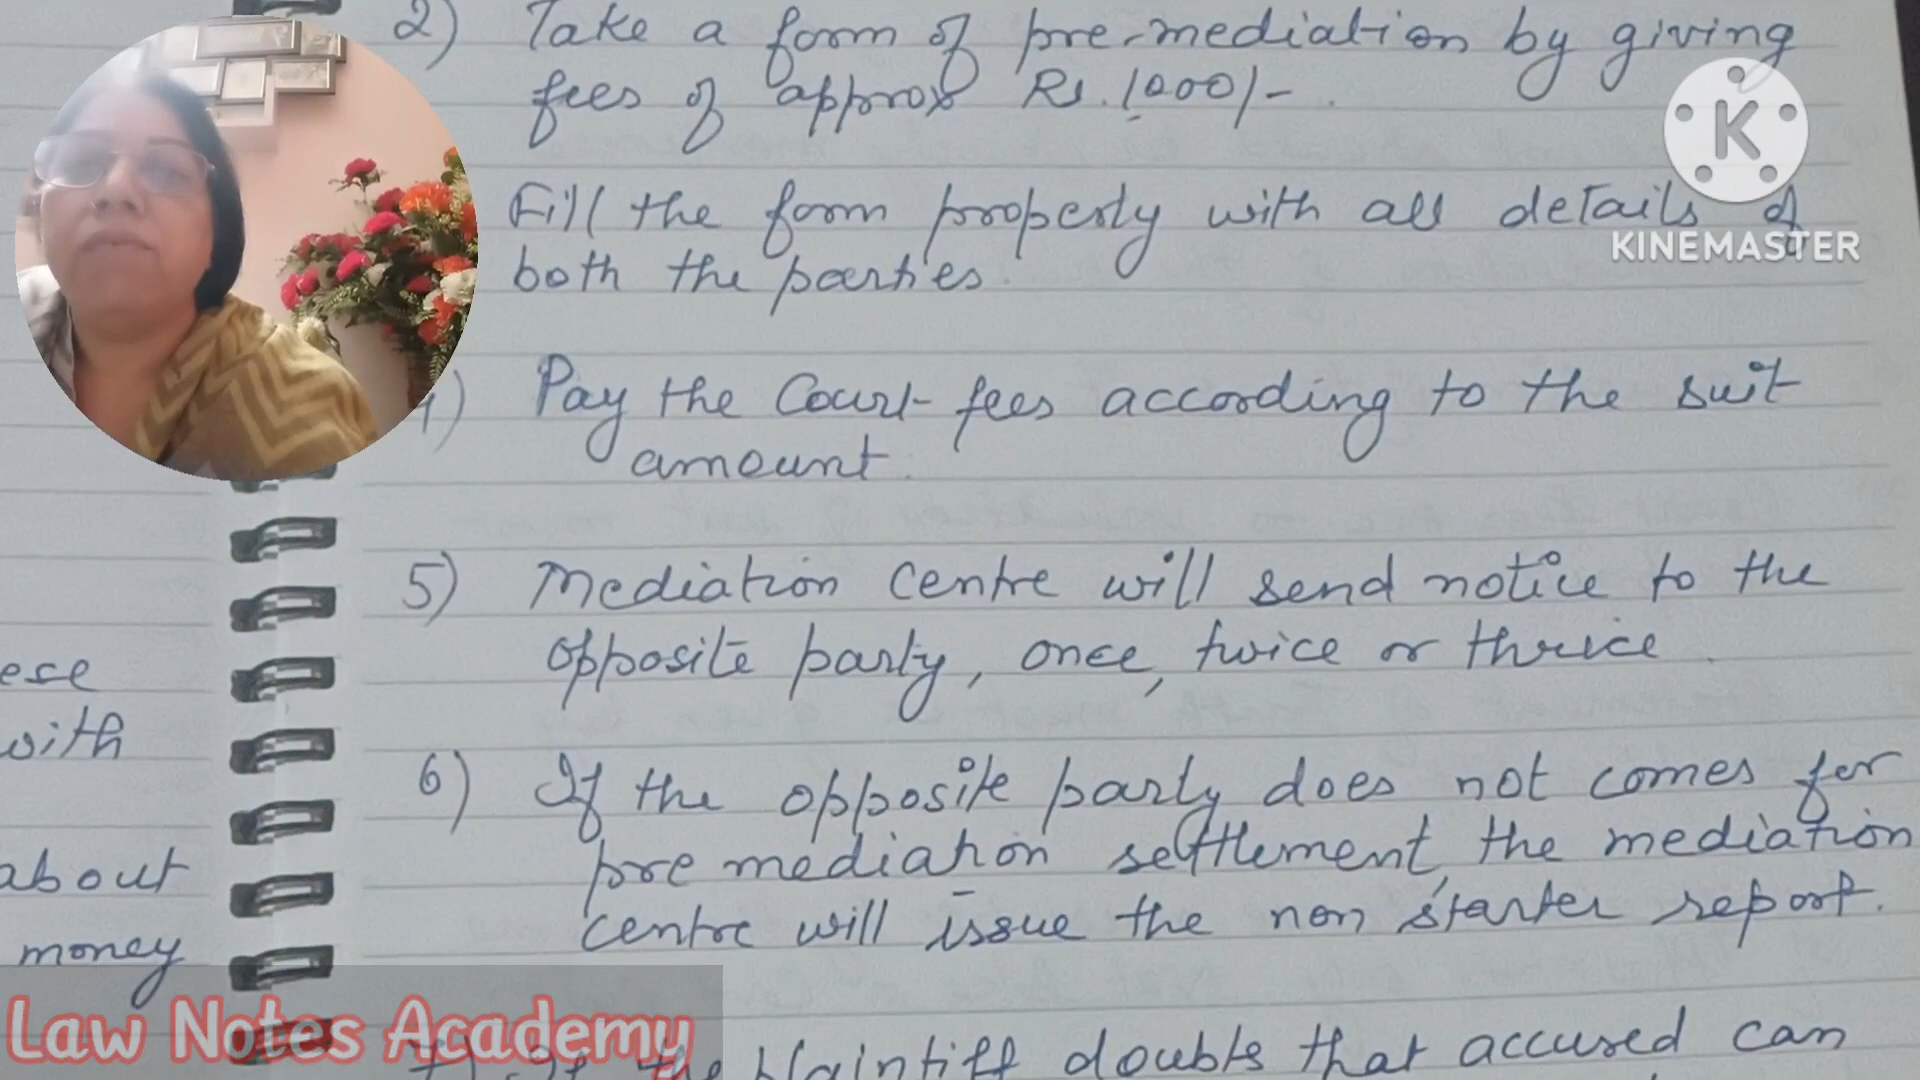 2) Take a form of pre-mediation by giving
fees of approx Rs. 1000/-.
Fill the form properly with all details of
both the parties.
4) Pay the Court fees according to the suit
amount.
5) Mediation Centre will send notice to the
opposite party, once, twice or thrice.
6) If the opposite party does not comes for
pre mediation settlement, the mediation
centre will issue the non starter report.
7) If the Plaintiff doubts that accused can
ese
with
about
money
K
KINEMASTER
Law Notes Academy